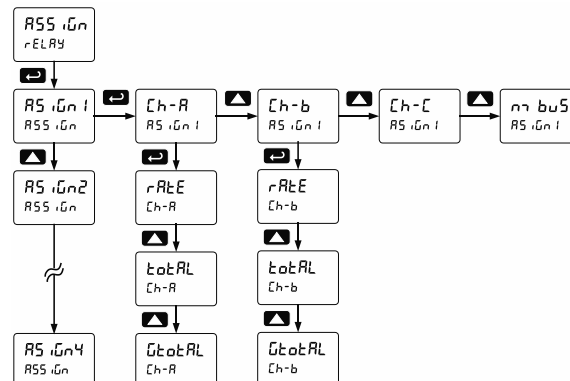 ASSiGn
rELAY
ASiGn1
ASSiGn
Ch-A
ASiGn1
Ch-b
ASiGn1
Ch-C
ASiGn1
m buS
ASiGn1
ASiGn2
ASSiGn
rAtE
Ch-A
rAtE
Ch-b
totAL
Ch-A
totAL
Ch-b
ASiGn4
ASSiGn
GtotAL
Ch-A
GtotAL
Ch-b